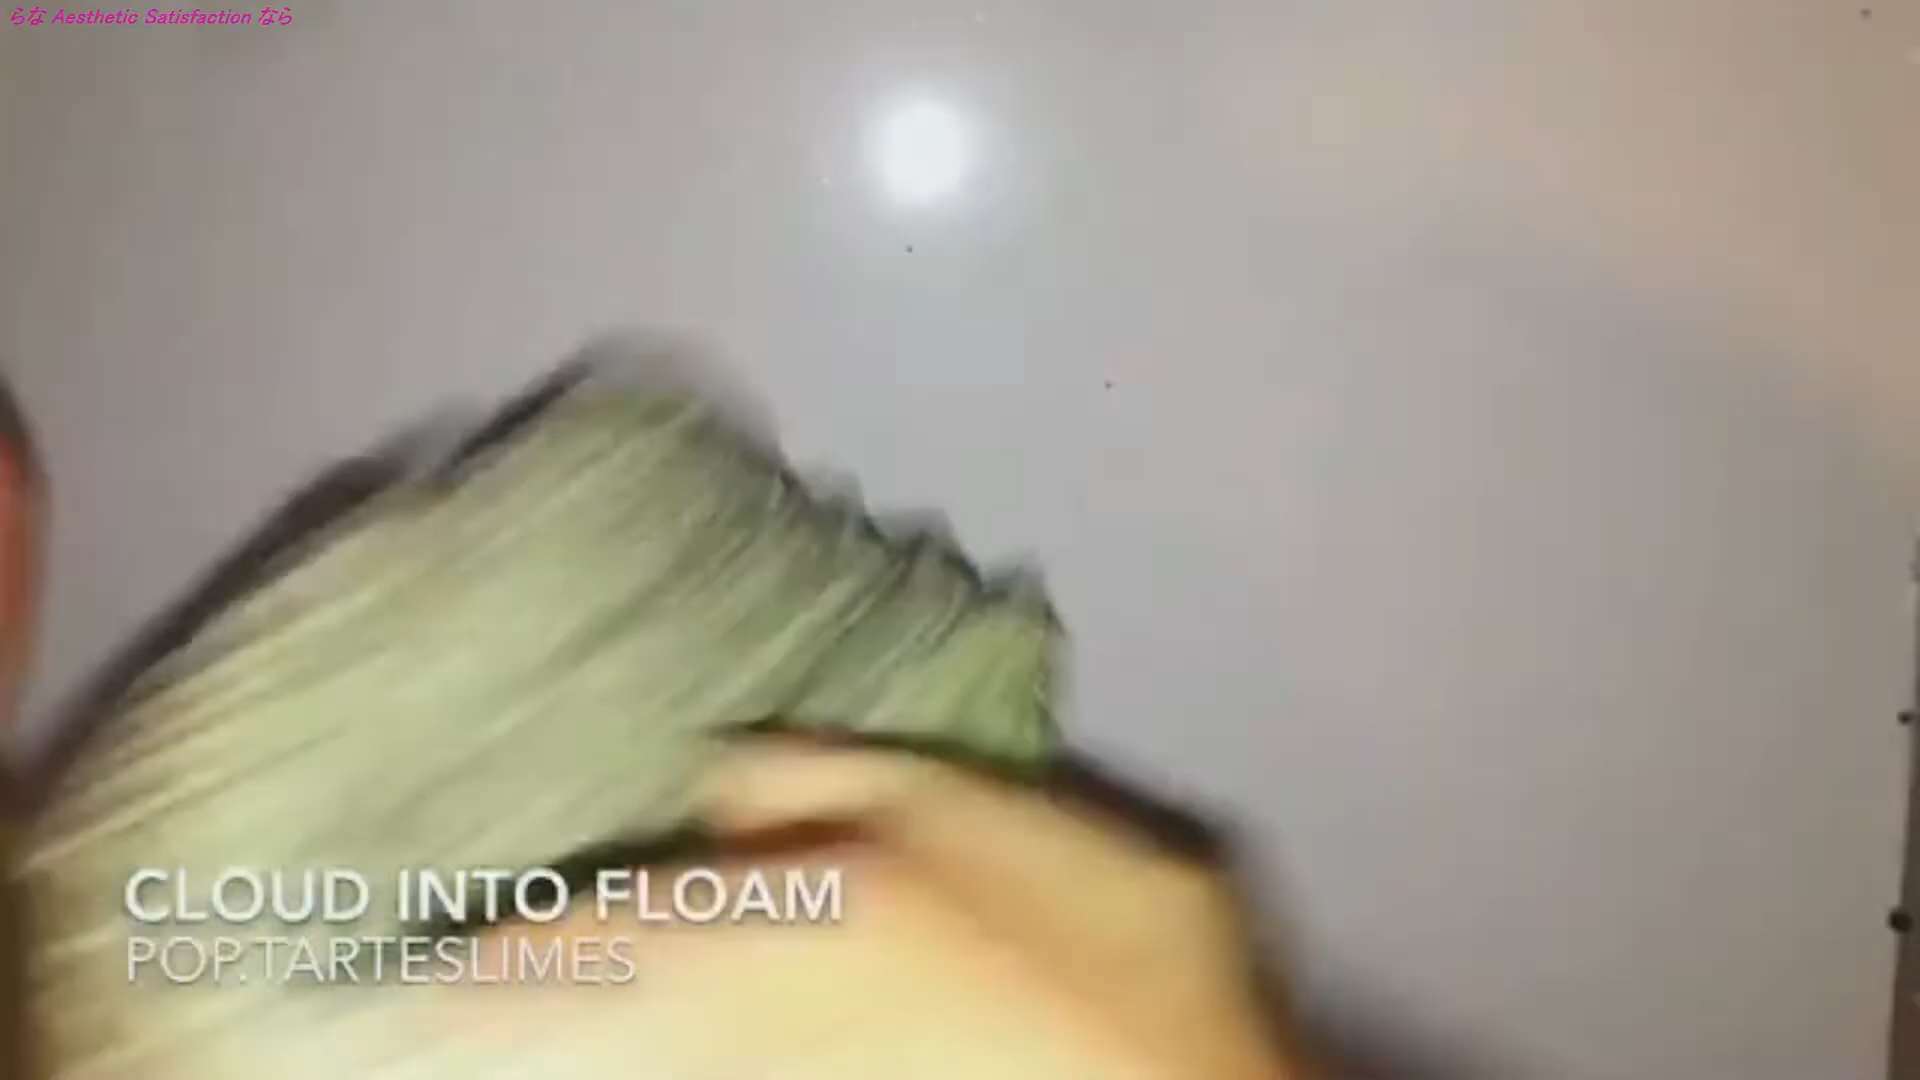 らな Aesthetic Satisfaction なら
CLOUD INTO FLOAM
POP.TARTESLIMES